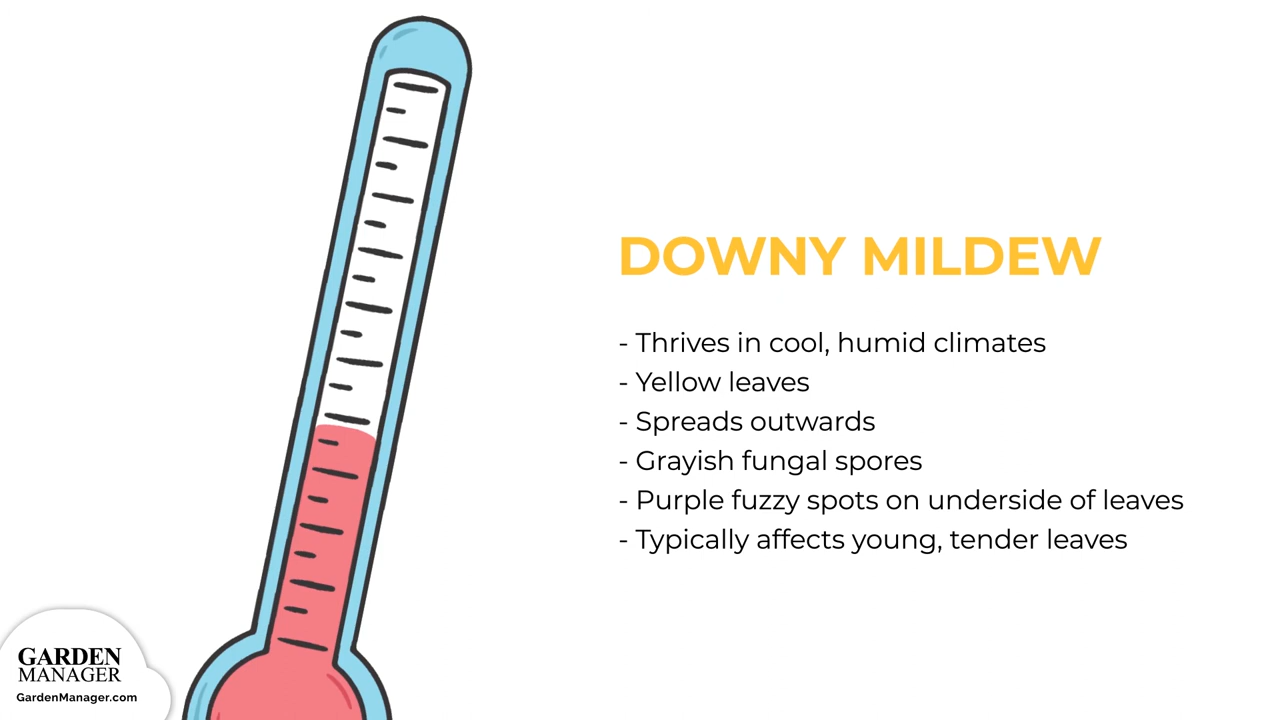 DOWNY MILDEW
- Thrives in cool, humid climates
- Yellow leaves
- Spreads outwards
- Grayish fungal spores
- Purple fuzzy spots on underside of leaves
- Typically affects young, tender leaves
GARDEN
MANAGER
GardenManager.com